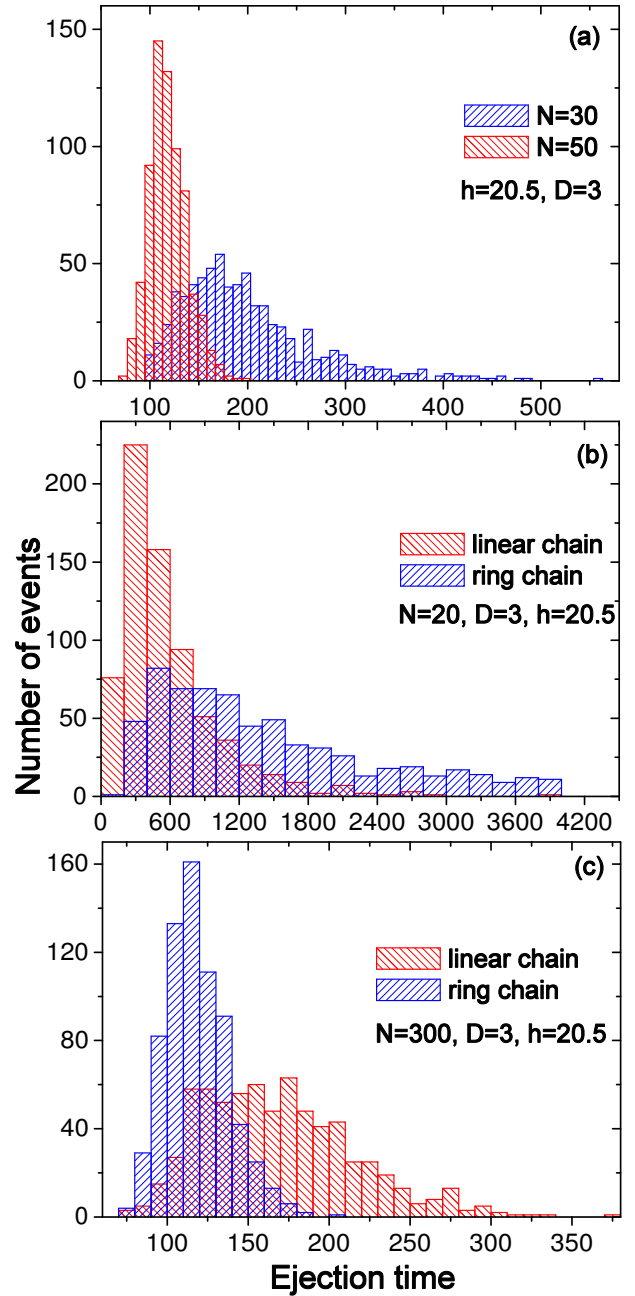 (a)
150
100
50
0
N=30
N=50
h=20.5, D=3
100 200 300 400 500
(b)
200
150
100
50
0
linear chain
ring chain
N=20, D=3, h=20.5
0 600 1200 1800 2400 3000 3600 4200
Number of events
(c)
160
120
80
40
0
linear chain
ring chain
N=300, D=3, h=20.5
100 150 200 250 300 350
Ejection time